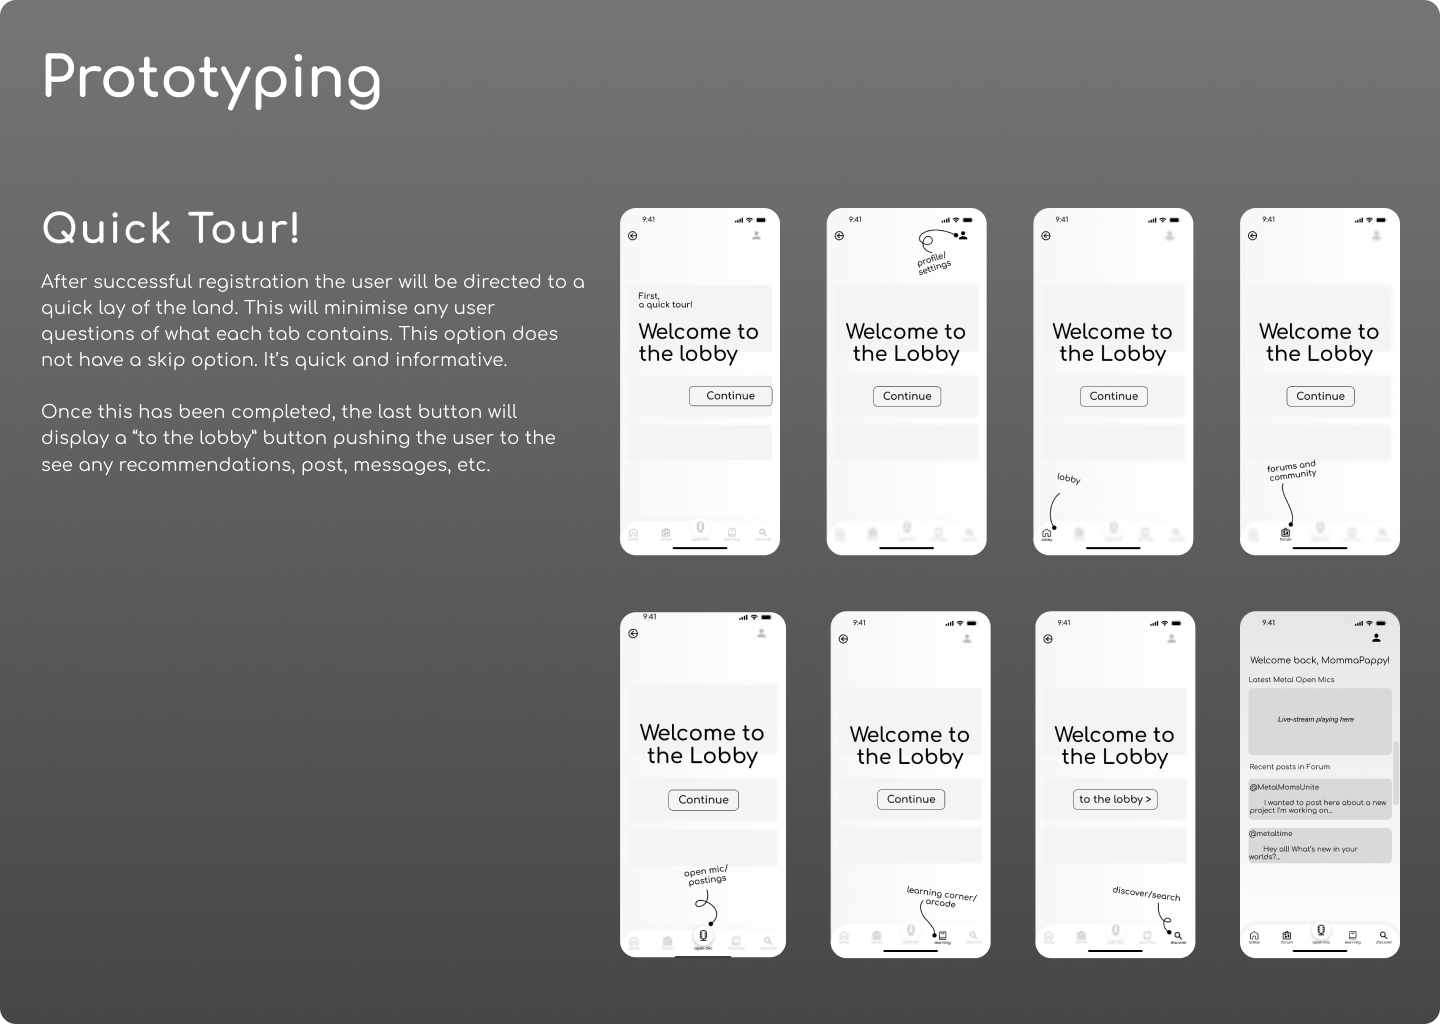 Prototyping
Quick Tour!
After successful registration the user will be directed to a
quick lay of the land. This will minimise any user
questions of what each tab contains. This option does
not have a skip option. It's quick and informative.
Once this has been completed, the last button will
display a “to the lobby” button pushing the user to the
see any recommendations, post, messages, etc.
9:41
First,
a quick tour!
Welcome to
the lobby
Continue
9:41
profile/
settings
Welcome to
the Lobby
Continue
9:41
Welcome to
the Lobby
Continue
lobby
lobby
9:41
Welcome to
the Lobby
Continue
forums and
community
forum
9:41
Welcome to
the Lobby
Continue
open mic/
postings
open mic
9:41
Welcome to
the Lobby
Continue
learning corner/
arcade
learning
9:41
Welcome to
the Lobby
to the lobby >
discover/search
discover
9:41
Welcome back, MommaPappy!
Latest Metal Open Mics
Live-stream playing here
Recent posts in Forum
@MetalMomsUnite
I wanted to post here about a new
project I'm working on...
@metaltime
Hey all! What's new in your
worlds?...
lobby forum open mic learning discover